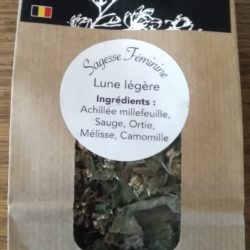 Sagesse Féminine
Lune légère
Ingrédients :
Achillée millefeuille,
Sauge, Ortie,
Mélisse, Camomille